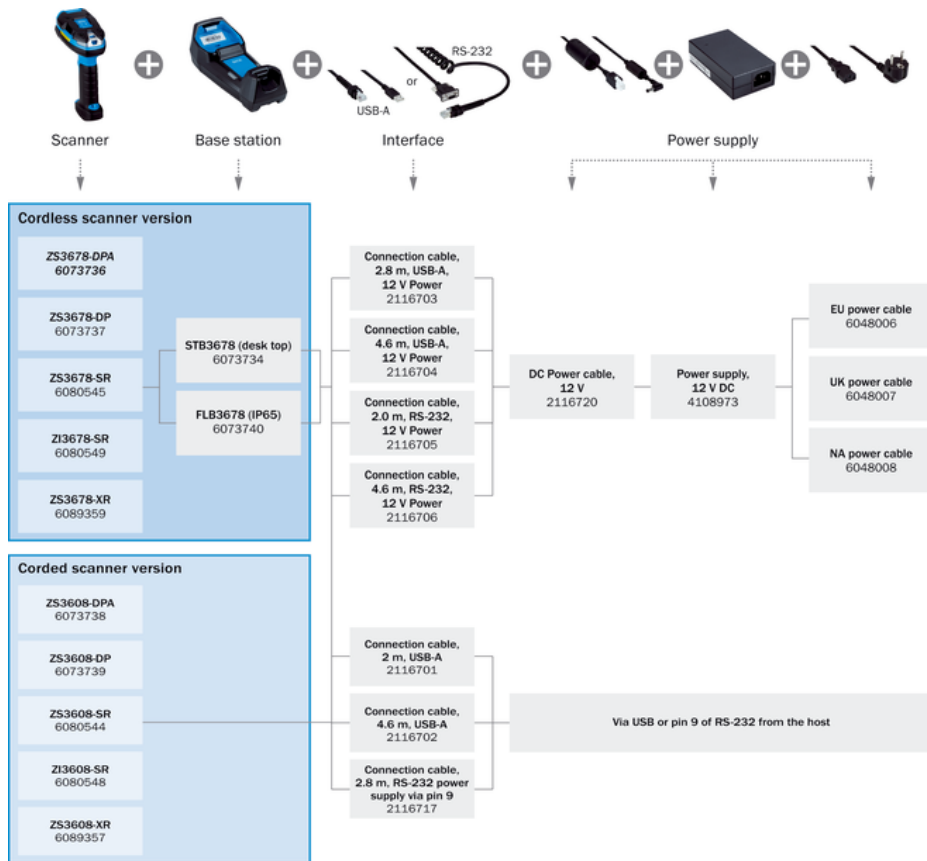 RS-232
or
USB-A
Scanner
Base station
Interface
Power supply
Cordless scanner version
ZS3678-DPA
6073736
ZS3678-DP
6073737
ZS3678-SR
6080545
ZI3678-SR
6080549
ZS3678-XR
6089359
STB3678 (desk top)
6073734
FLB3678 (IP65)
6073740
Connection cable,
2.8 m, USB-A,
12 V Power
2116703
Connection cable,
4.6 m, USB-A,
12 V Power
2116704
Connection cable,
2.0 m, RS-232,
12 V Power
2116705
Connection cable,
4.6 m, RS-232,
12 V Power
2116706
DC Power cable,
12 V
2116720
Power supply,
12 V DC
4108973
EU power cable
6048006
UK power cable
6048007
NA power cable
6048008
Corded scanner version
ZS3608-DPA
6073738
ZS3608-DP
6073739
ZS3608-SR
6080544
ZI3608-SR
6080548
ZS3608-XR
6089357
Connection cable,
2 m, USB-A
2116701
Connection cable,
4.6 m, USB-A
2116702
Connection cable,
2.8 m, RS-232 power
supply via pin 9
2116717
Via USB or pin 9 of RS-232 from the host